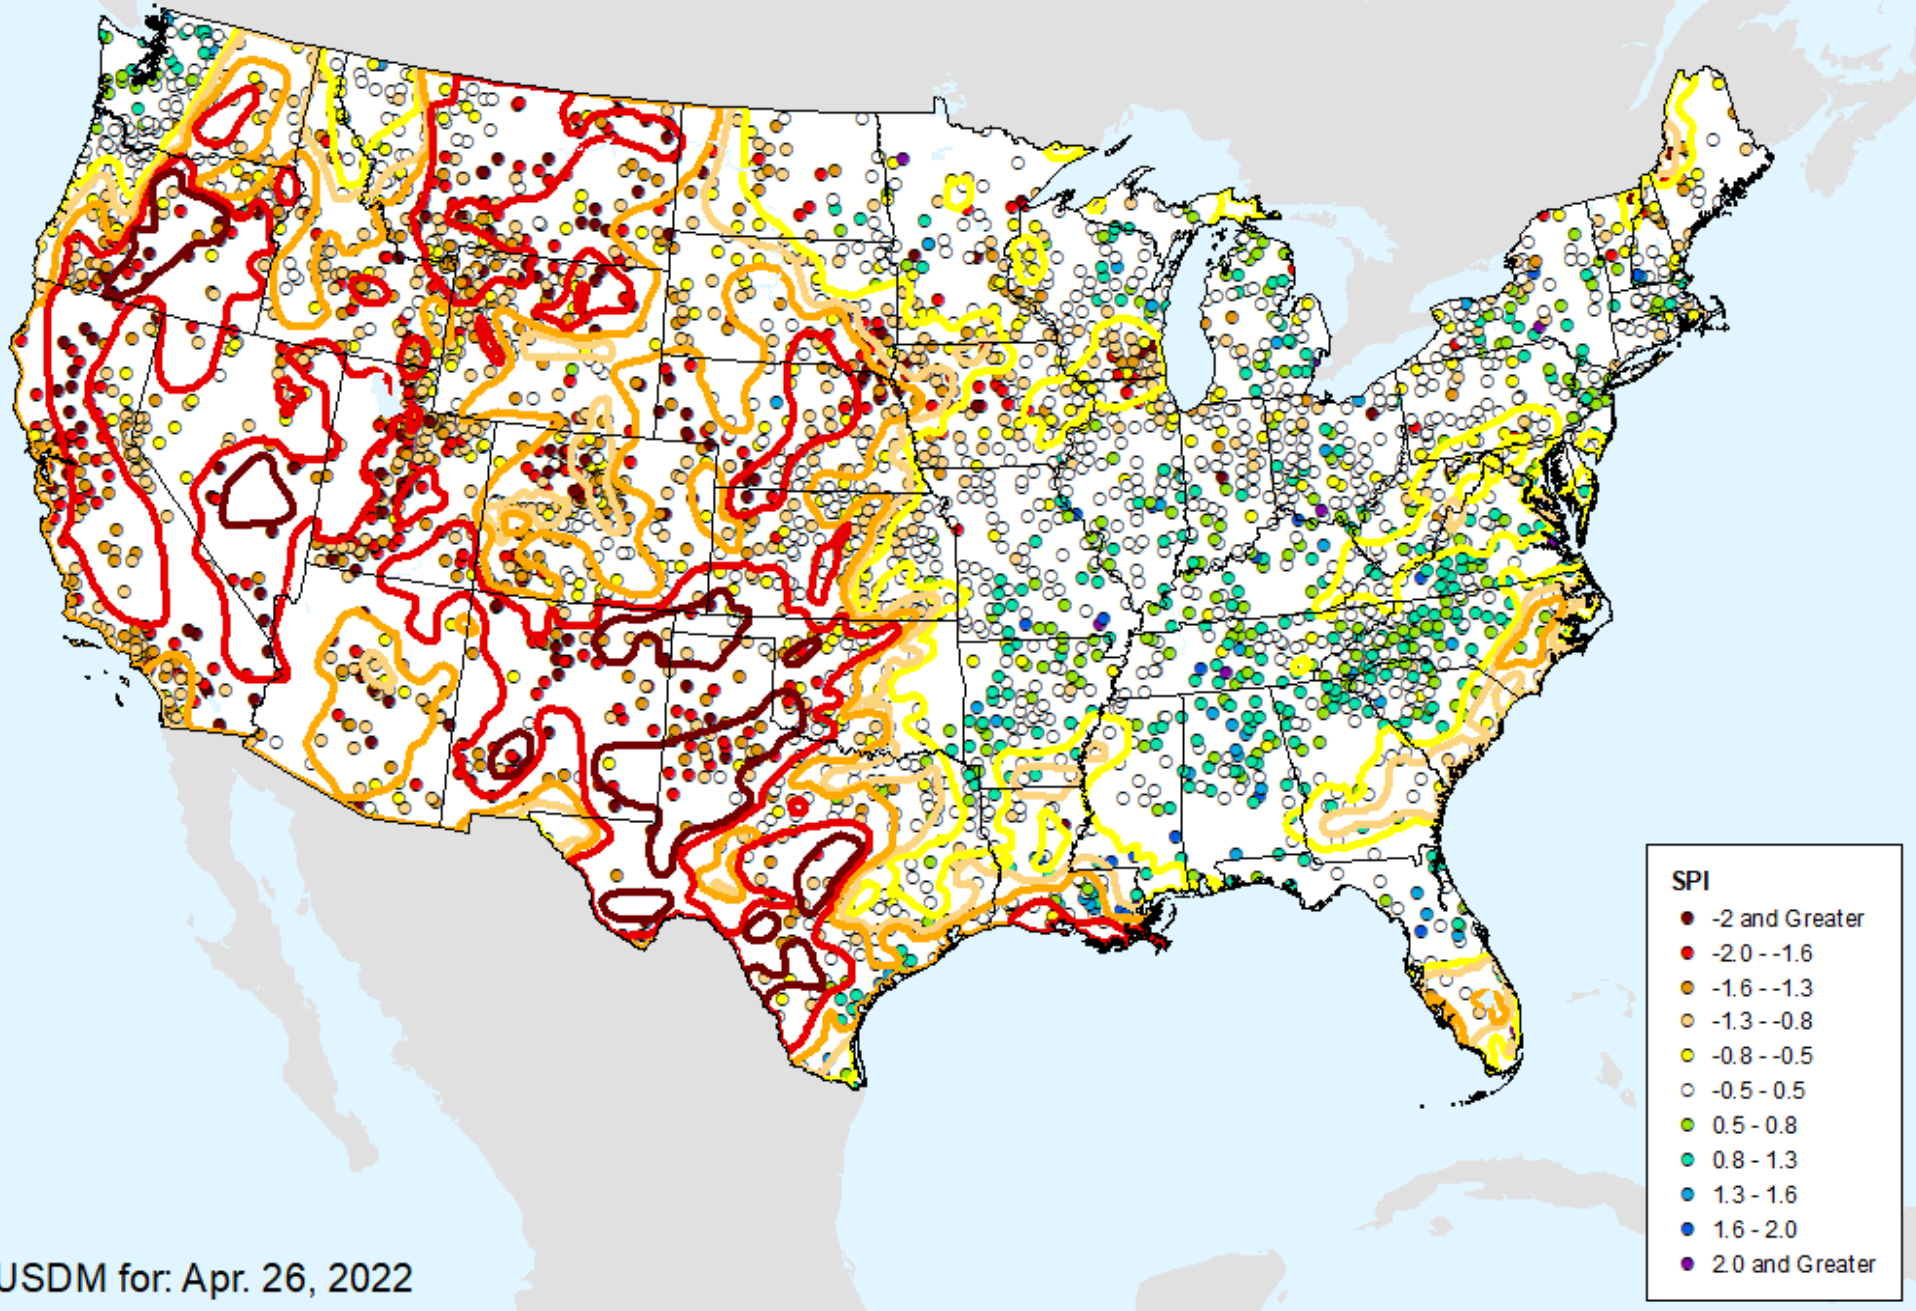 SPI
-2 and Greater
-2.0 - -1.6
-1.6 - -1.3
-1.3 - -0.8
-0.8 - -0.5
-0.5 - 0.5
0.5 - 0.8
0.8 - 1.3
1.3 - 1.6
1.6 - 2.0
2.0 and Greater
USDM for: Apr. 26, 2022